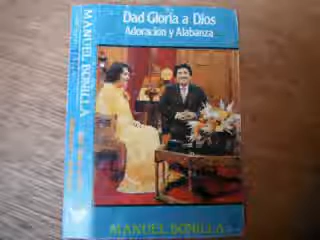 Dad Gloria a Dios
Adoración y Alabanza
MANUEL BONILLA
MANUEL BONILLA